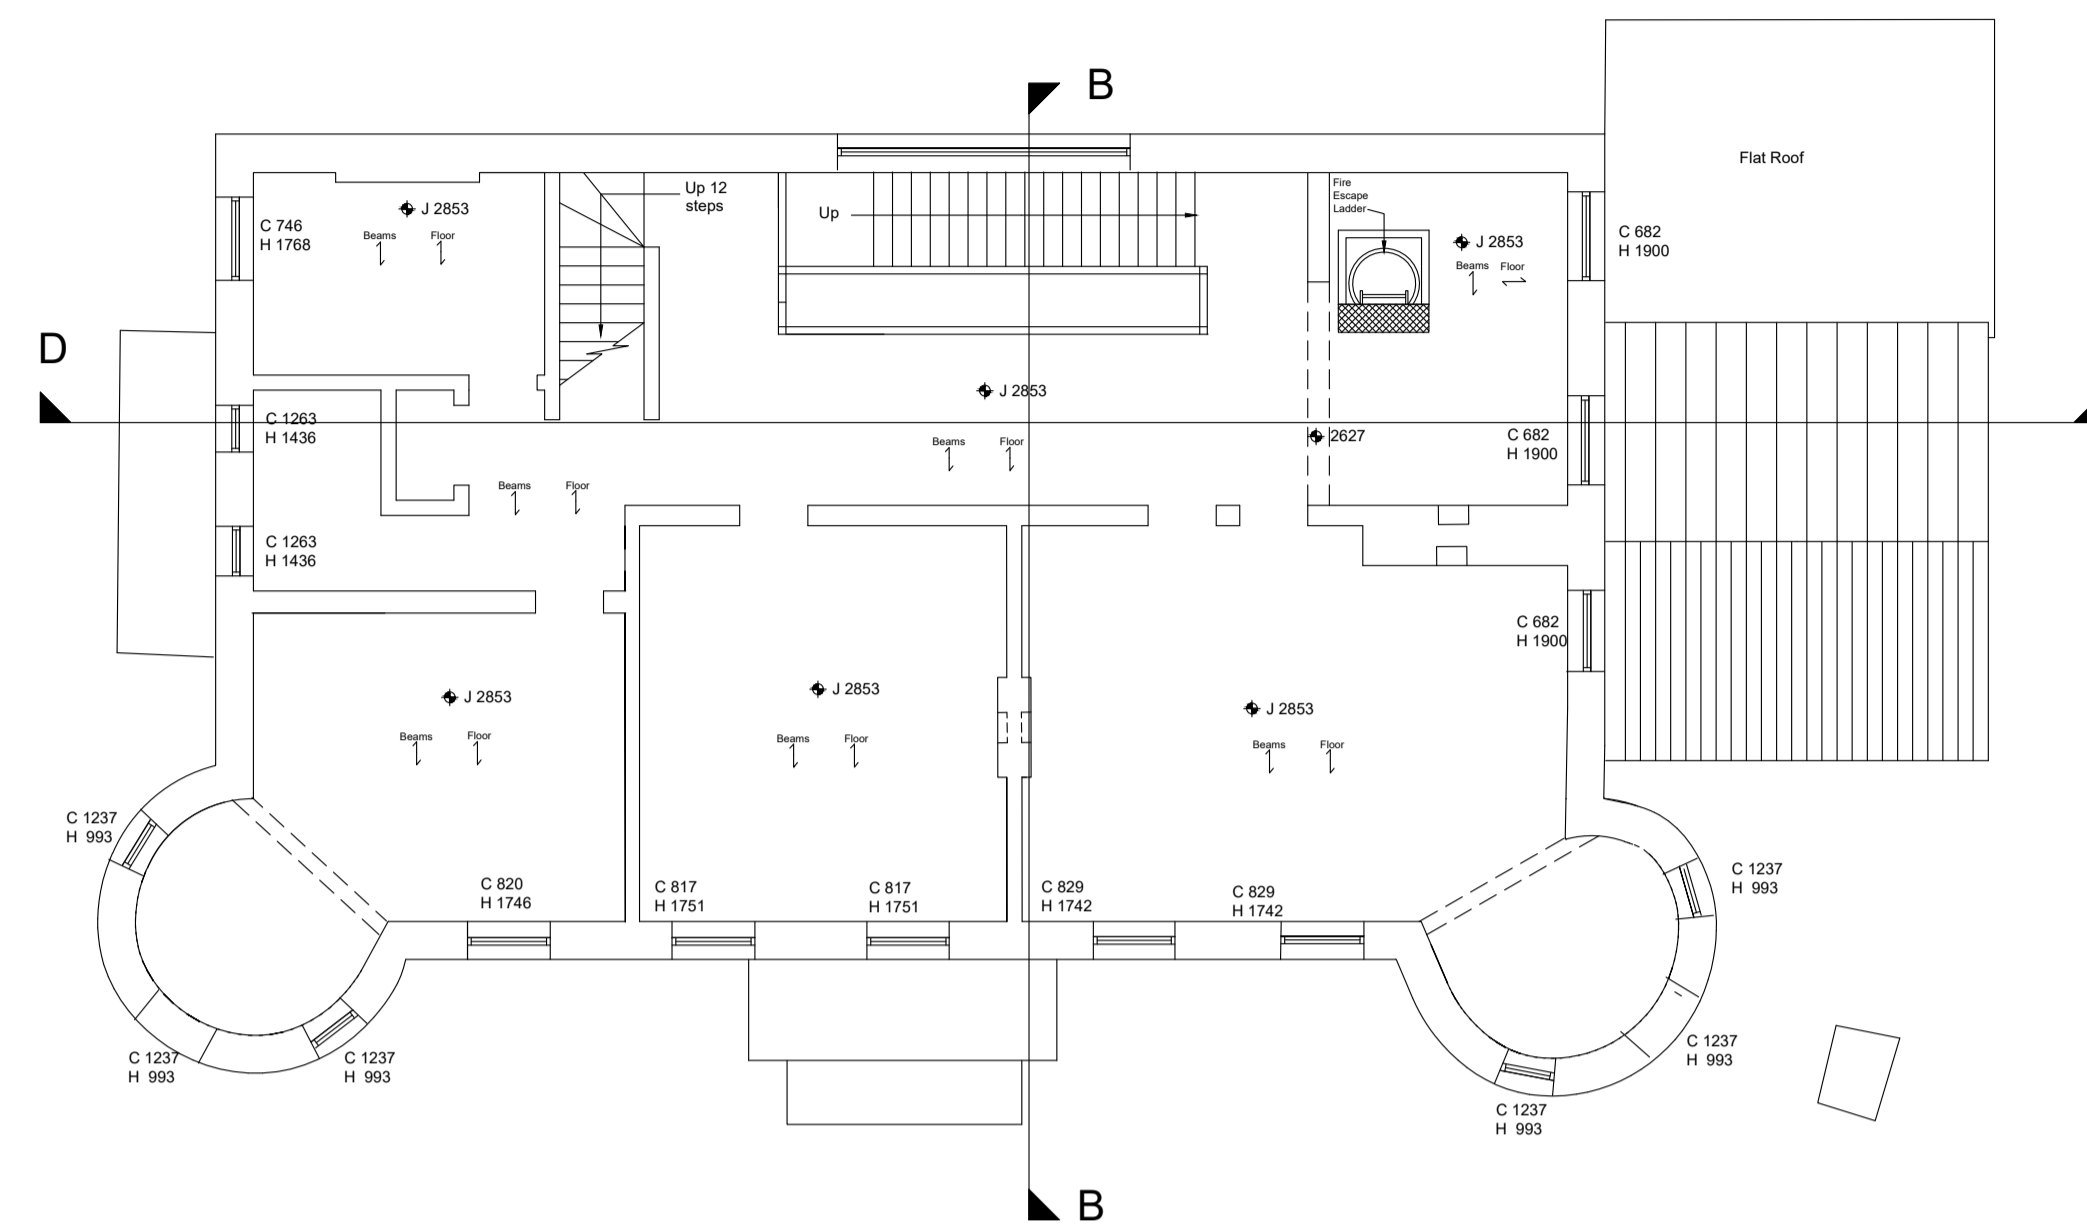 B
Flat Roof
Up 12
steps
Up
Fire
Escape
Ladder
J 2853
Beams
Floor
C 746
H 1768
J 2853
Beams
Floor
C 682
H 1900
D
J 2853
C 1263
H 1436
Beams
Floor
2627
C 682
H 1900
Beams
Floor
C 1263
H 1436
C 682
H 1900
J 2853
Beams
Floor
J 2853
Beams
Floor
J 2853
Beams
Floor
C 1237
H 993
C 820
H 1746
C 817
H 1751
C 817
H 1751
C 829
H 1742
C 829
H 1742
C 1237
H 993
C 1237
H 993
C 1237
H 993
C 1237
H 993
C 1237
H 993
B